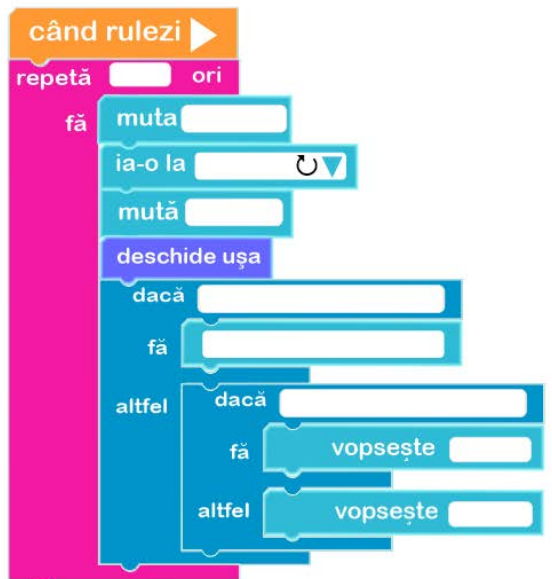 când rulezi
repetă ori
fă muta
ia-o la
mută
deschide ușa
dacă
fă
altfel dacă
fă vopsește
altfel vopsește